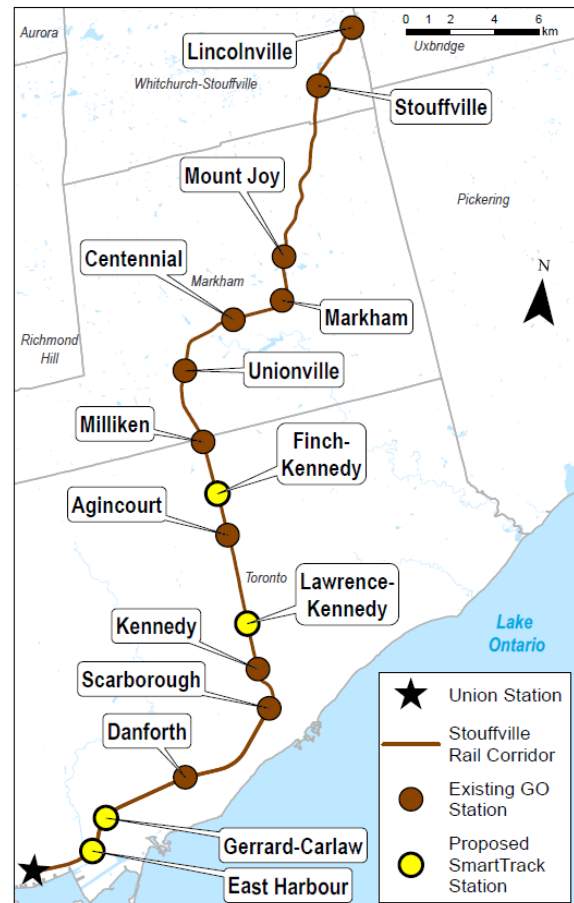 Aurora
0 2 4 6
km
Uxbridge
Lincolnville
Whitchurch-Stouffville
Stouffville
Mount Joy
Pickering
Centennial
Markham
N
Markham
Richmond
Hill
Unionville
Milliken
Finch-
Kennedy
Agincourt
Toronto
Lawrence-
Kennedy
Lake
Ontario
Kennedy
Scarborough
Danforth
Gerrard-Carlaw
East Harbour
Union Station
Stouffville
Rail Corridor
Existing GO
Station
Proposed
SmartTrack
Station